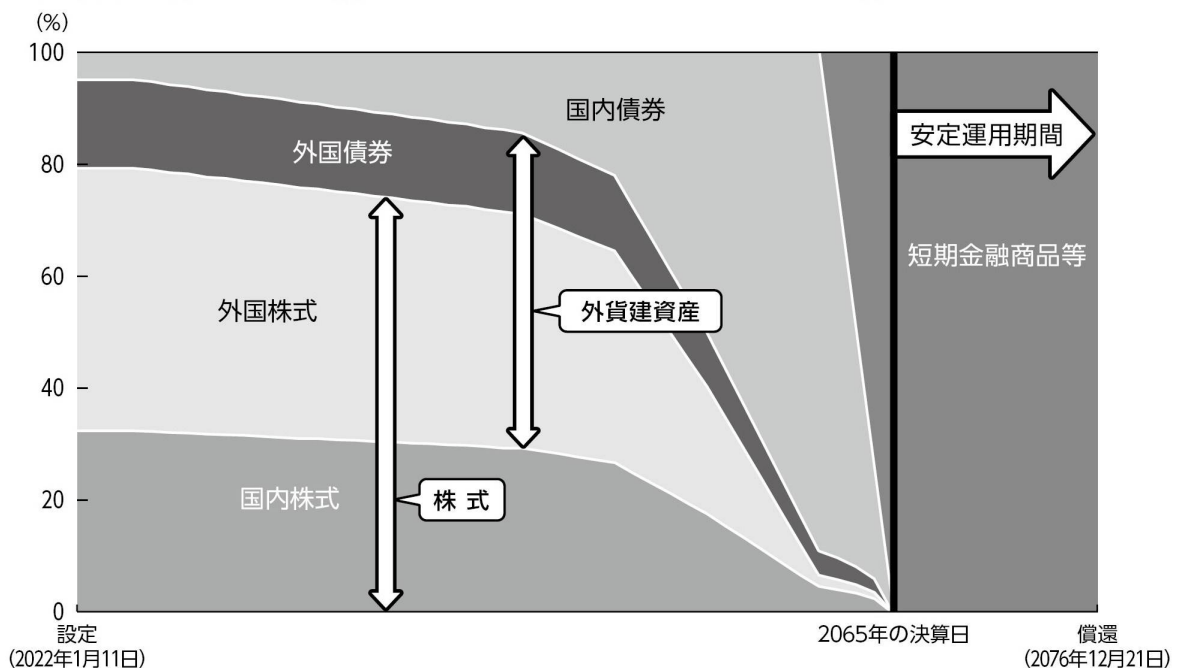 (%)
100
80
60
40
20
0
国内債券
外国債券
外国株式
外貨建資産
国内株式
株 式
安定運用期間
短期金融商品等
設定
(2022年1月11日)
2065年の決算日
償還
(2076年12月21日)